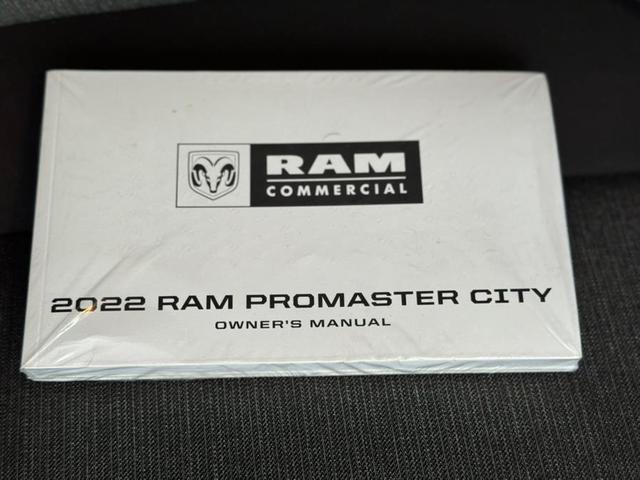 RAM
COMMERCIAL
2022 RAM PROMASTER CITY
OWNER'S MANUAL